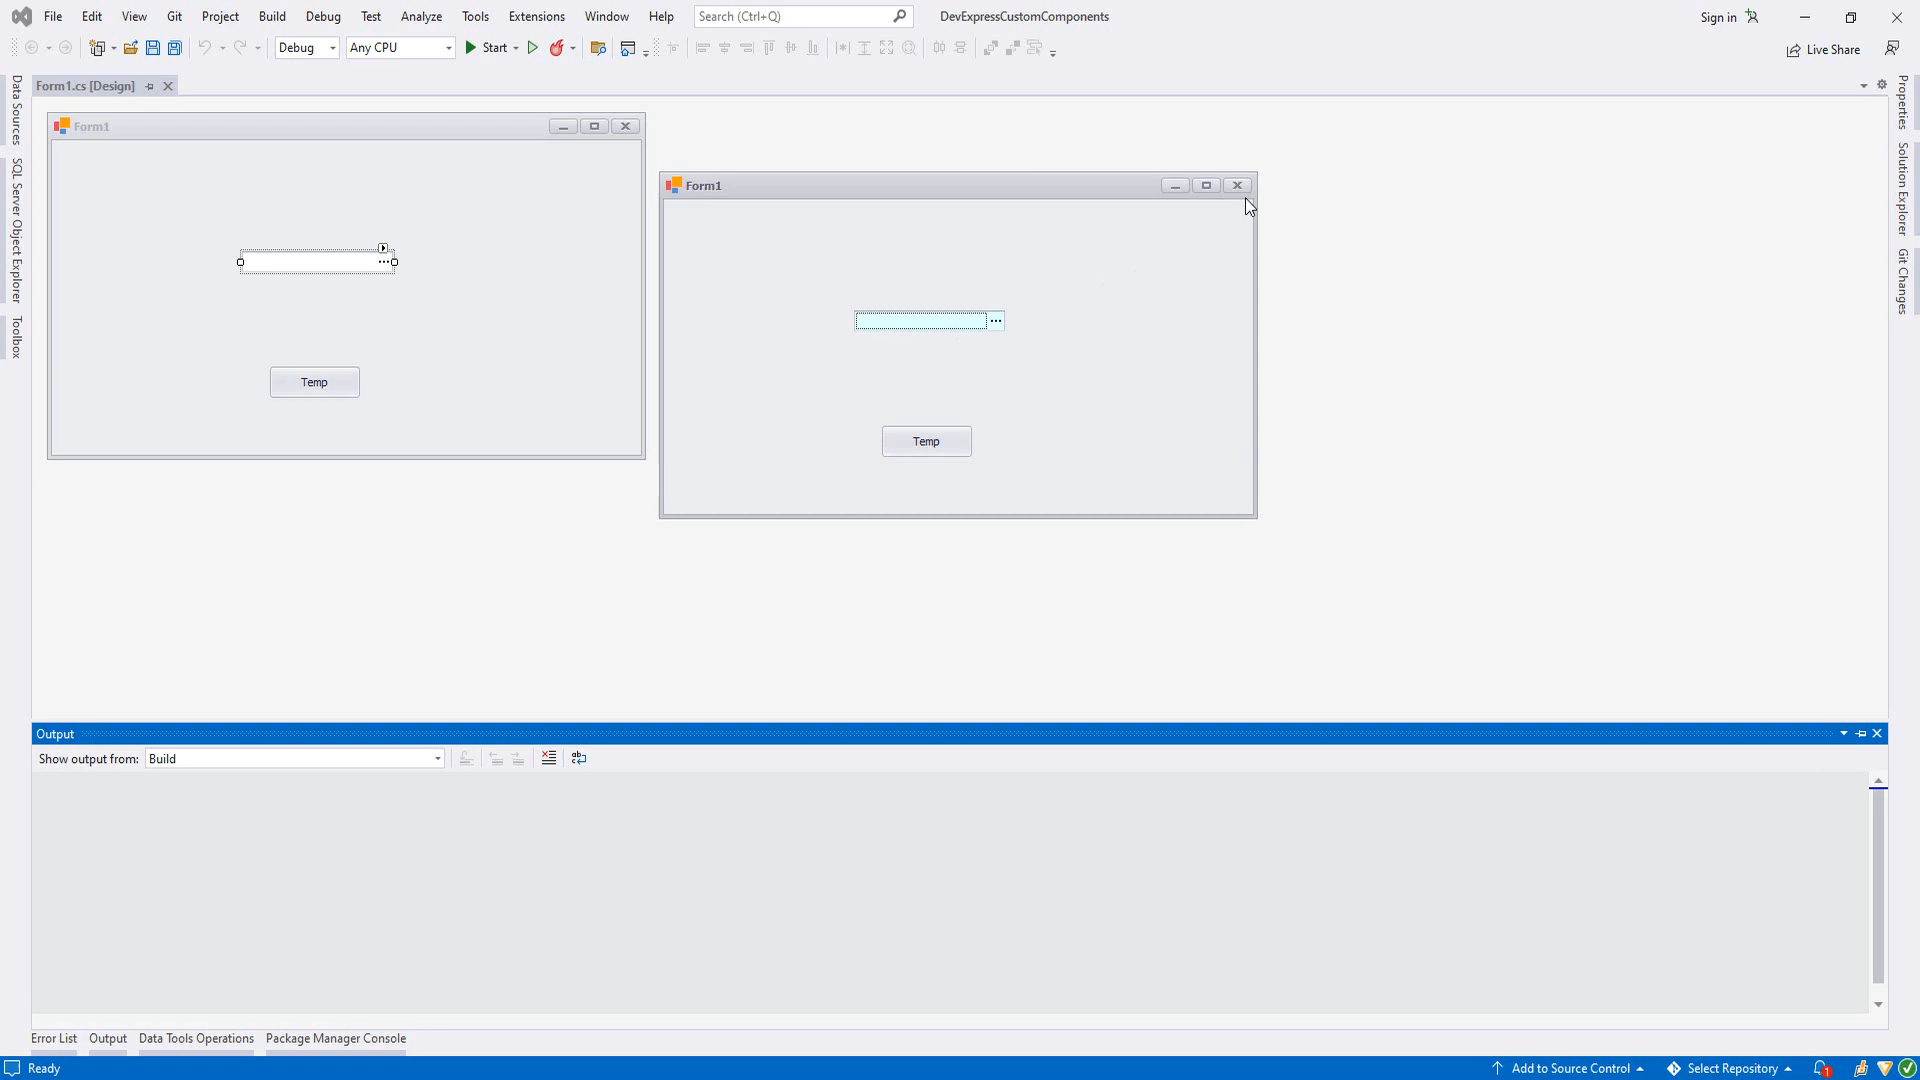 File Edit View Git Project Build Debug Test Analyze Tools Extensions Window Help Search (Ctrl+Q) DevExpressCustomComponents Sign in
Debug Any CPU Start Live Share
Form1.cs [Design]
Data Sources
SQL Server Object Explorer
Toolbox
Form1
Temp
Form1
Temp
Properties
Solution Explorer
Git Changes
Output
Show output from: Build
Error List Output Data Tools Operations Package Manager Console
Ready Add to Source Control Select Repository 1